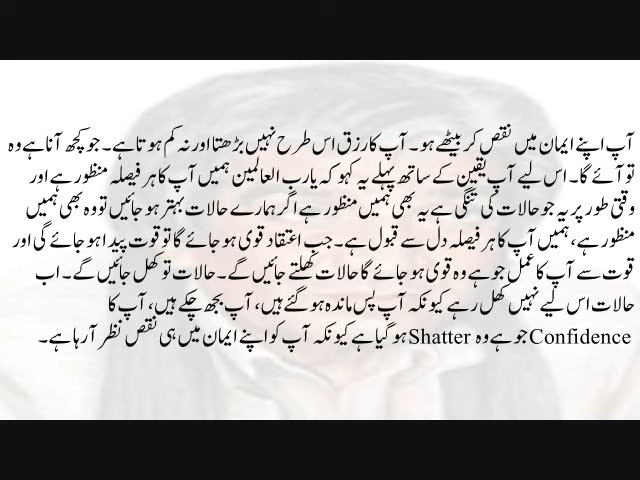 آپ اپنے ایمان میں نقص کر بیٹھے ہو۔ آپ کا رزق اس طرح نہیں بڑھتا اور نہ کم ہوتا ہے۔ جو کچھ آنا ہے وہ
تو آئے گا۔ اس لیے آپ یقین کے ساتھ پہلے یہ کہو کہ یا رب العالمین ہمیں آپ کا ہر فیصلہ منظور ہے اور
وقتی طور پر یہ جو حالات کی تنگی ہے یہ بھی ہمیں منظور ہے اگر ہمارے حالات بہتر ہو جائیں تو وہ بھی ہمیں
منظور ہے، ہمیں آپ کا ہر فیصلہ دل سے قبول ہے۔ جب اعتقاد قوی ہو جائے گا تو قوت پیدا ہو جائے گی اور
قوت سے آپ کا عمل جو ہے وہ قوی ہو جائے گا حالات کھلتے جائیں گے۔ حالات تو کھل جائیں گے۔ اب
حالات اس لیے نہیں کھل رہے کیونکہ آپ پس ماندہ ہو گئے ہیں، آپ بجھ چکے ہیں، آپ کا
Confidence جو ہے وہ Shatter ہو گیا ہے کیونکہ آپ کو اپنے ایمان میں ہی نقص نظر آ رہا ہے۔